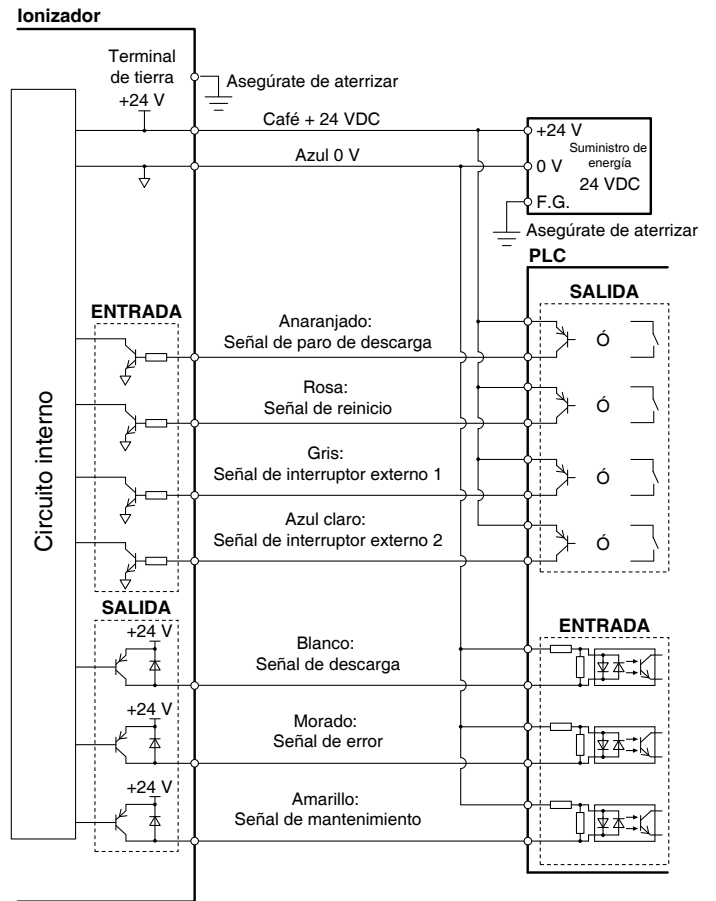 Ionizador
Terminal
de tierra
+24 V
Asegúrate de aterrizar
Café + 24 VDC
Azul 0 V
+24 V
0 V
F.G.
Suministro de
energía
24 VDC
Asegúrate de aterrizar
PLC
SALIDA
ENTRADA
Circuito interno
Anaranjado:
Señal de paro de descarga
Ó
Rosa:
Señal de reinicio
Ó
Gris:
Señal de interruptor externo 1
Ó
Azul claro:
Señal de interruptor externo 2
Ó
SALIDA
+24 V
ENTRADA
Blanco:
Señal de descarga
+24 V
Morado:
Señal de error
+24 V
Amarillo:
Señal de mantenimiento